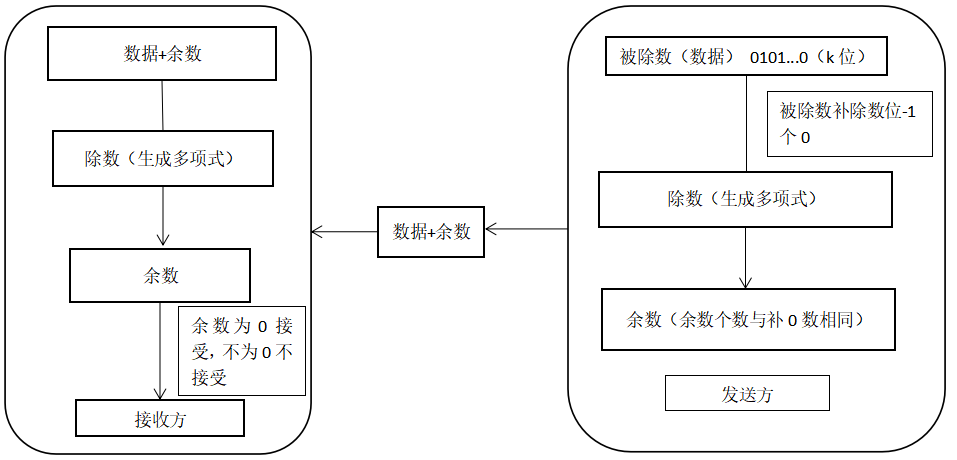 数据+余数
除数（生成多项式）
余数
余数为 0 接
受，不为 0 不
接受
接收方
数据+余数
被除数（数据） 0101...0（k 位）
被除数补除数位-1
个 0
除数（生成多项式）
余数（余数个数与补 0 数相同）
发送方